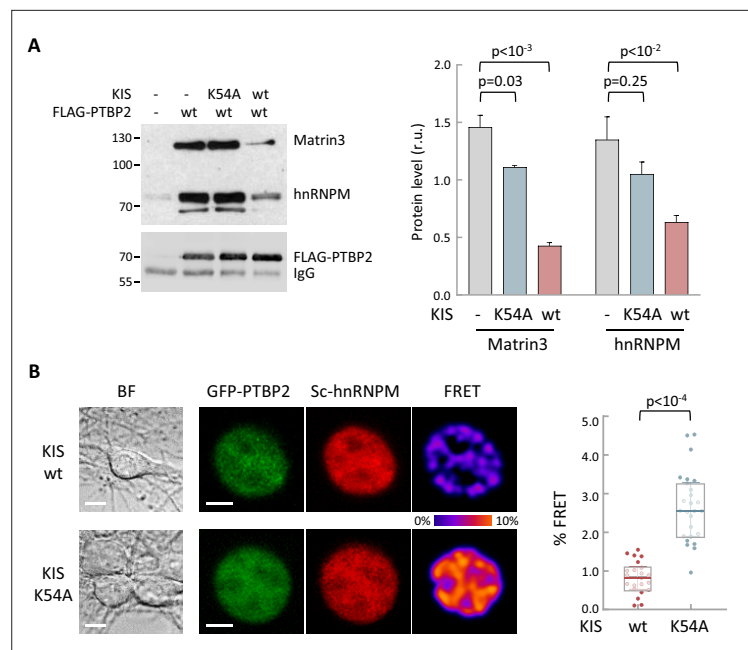 A
KIS - - K54A wt
FLAG-PTBP2 - wt wt wt
130
100
70
Matrin3
hnRNPM
70
55
FLAG-PTBP2
IgG
p<10-3
p=0.03
p<10-2
p=0.25
Protein level (r.u.)
2.0
1.5
1.0
0.5
0.0
KIS - K54A wt - K54A wt
Matrin3 hnRNPM
B
BF GFP-PTBP2 Sc-hnRNPM FRET
KIS
wt
0% 10%
KIS
K54A
p<10-4
% FRET
5.0
4.0
3.0
2.0
1.0
0.0
KIS wt K54A